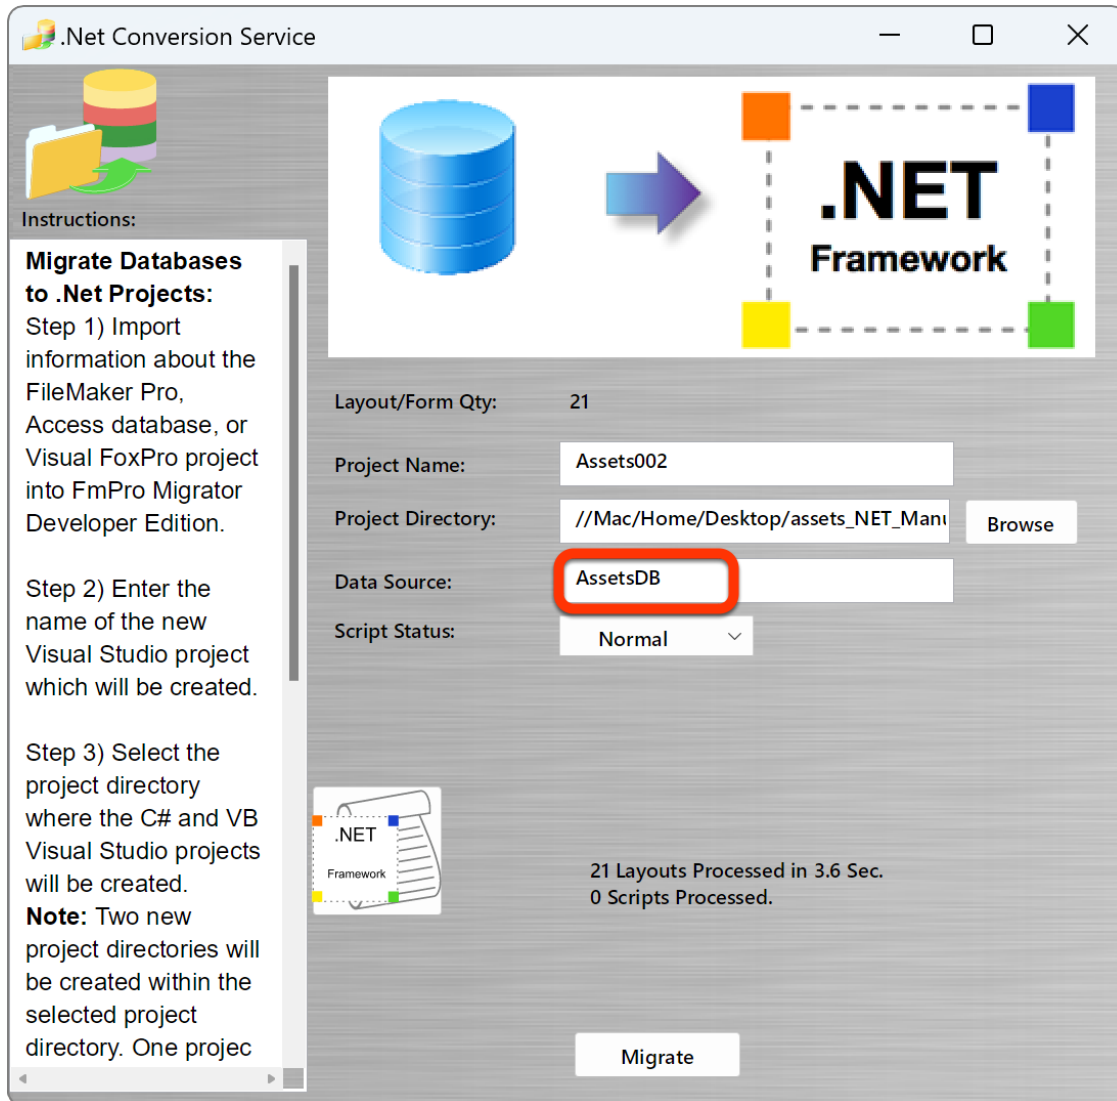 .Net Conversion Service
Instructions:
Migrate Databases
to .Net Projects:
Step 1) Import
information about the
FileMaker Pro,
Access database, or
Visual FoxPro project
into FmPro Migrator
Developer Edition.
Step 2) Enter the
name of the new
Visual Studio project
which will be created.
Step 3) Select the
project directory
where the C# and VB
Visual Studio projects
will be created.
Note: Two new
project directories will
be created within the
selected project
directory. One projec
.NET
Framework
Layout/Form Qty: 21
Project Name: Assets002
Project Directory: //Mac/Home/Desktop/assets_NET_Manu Browse
Data Source: AssetsDB
Script Status: Normal
.NET
Framework
21 Layouts Processed in 3.6 Sec.
0 Scripts Processed.
Migrate